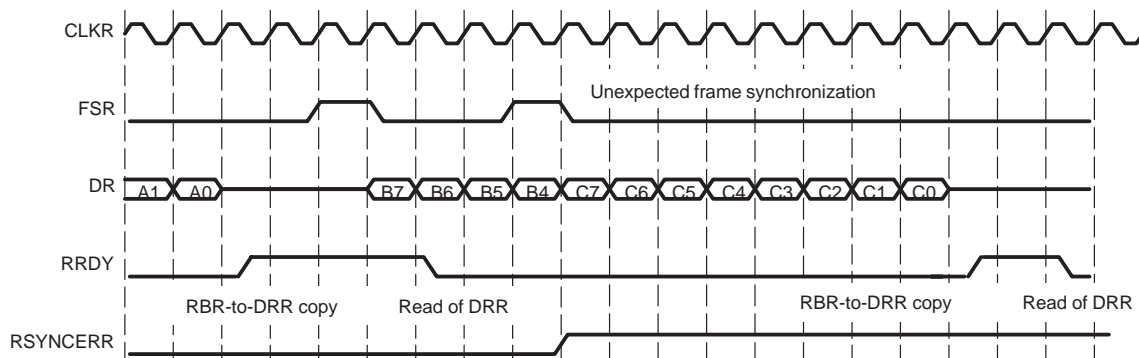 CLKR
Unexpected frame synchronization
FSR
DR A1 A0 B7 B6 B5 B4 C7 C6 C5 C4 C3 C2 C1 C0
RRDY
RBR-to-DRR copy Read of DRR RBR-to-DRR copy Read of DRR
RSYNCERR